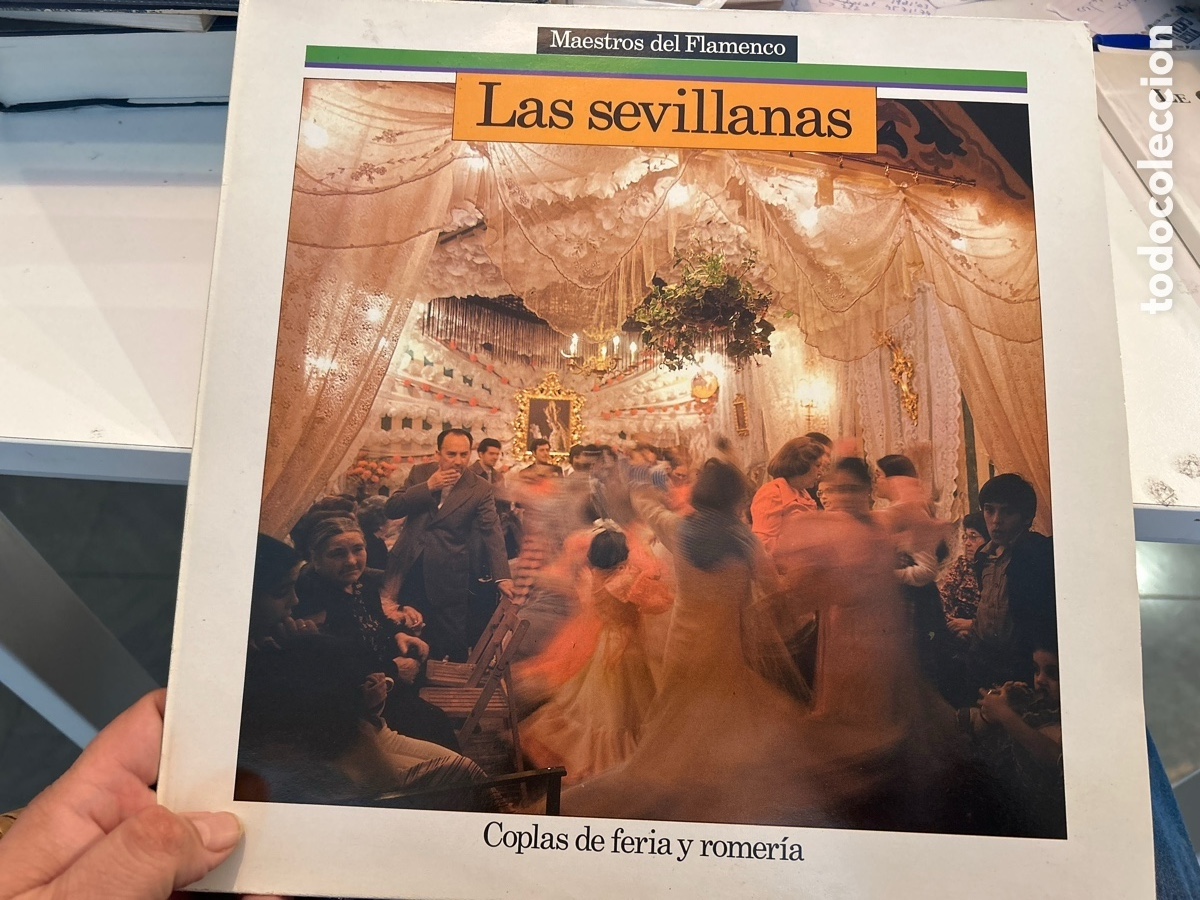 Maestros del Flamenco
Las sevillanas
Coplas de feria y romería
todocoleccion